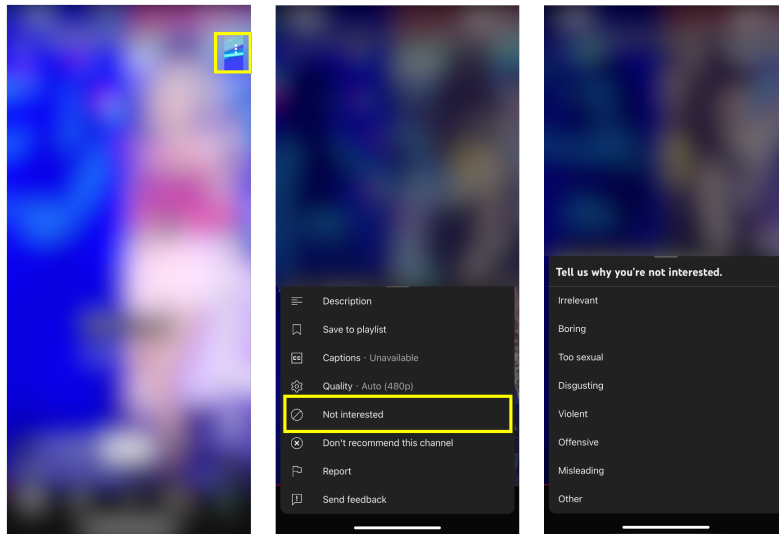 Description
Save to playlist
CC Captions · Unavailable
Quality · Auto (480p)
Not interested
Don't recommend this channel
Report
Send feedback
Tell us why you're not interested.
Irrelevant
Boring
Too sexual
Disgusting
Violent
Offensive
Misleading
Other